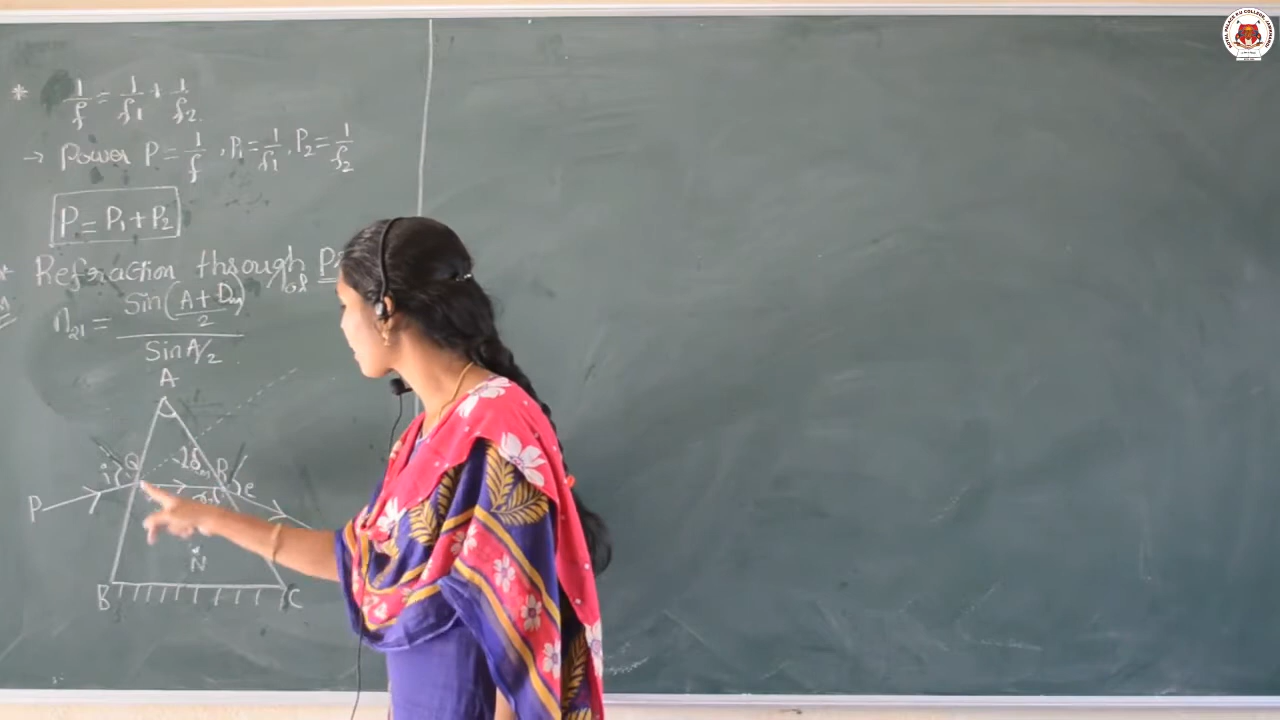 * 1/f = 1/f1 + 1/f2.
→ Power P = 1/f , P1 = 1/f1 , P2 = 1/f2
P = P1 + P2
* Refraction through
n21 = Sin(A + Dm/2) / Sin A/2
A
Q
i
δ
R
e
P
N
B
C